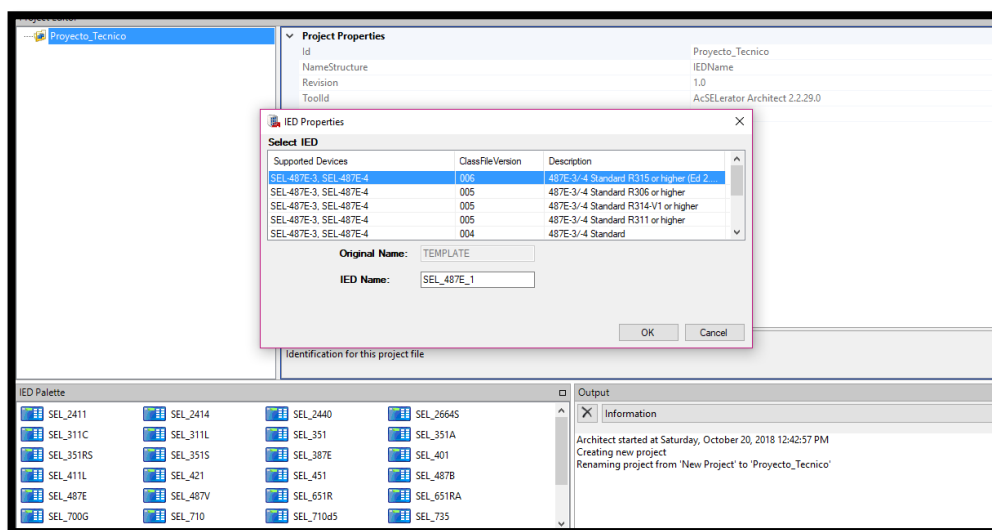 Project Editor
Proyecto_Tecnico
Project Properties
Id Proyecto_Tecnico
NameStructure IEDName
Revision 1.0
ToolId AcSELerator Architect 2.2.29.0
IED Properties
Select IED
Supported Devices ClassFileVersion Description
SEL-487E-3, SEL-487E-4 006 487E-3/-4 Standard R315 or higher (Ed 2....
SEL-487E-3, SEL-487E-4 005 487E-3/-4 Standard R306 or higher
SEL-487E-3, SEL-487E-4 005 487E-3/-4 Standard R314-V1 or higher
SEL-487E-3, SEL-487E-4 005 487E-3/-4 Standard R311 or higher
SEL-487E-3, SEL-487E-4 004 487E-3/-4 Standard
Original Name: TEMPLATE
IED Name: SEL_487E_1
OK Cancel
Identification for this project file
IED Palette
SEL_2411 SEL_2414 SEL_2440 SEL_2664S
SEL_311C SEL_311L SEL_351 SEL_351A
SEL_351RS SEL_351S SEL_387E SEL_401
SEL_411L SEL_421 SEL_451 SEL_487B
SEL_487E SEL_487V SEL_651R SEL_651RA
SEL_700G SEL_710 SEL_710d5 SEL_735
Output
Information
Architect started at Saturday, October 20, 2018 12:42:57 PM
Creating new project
Renaming project from 'New Project' to 'Proyecto_Tecnico'